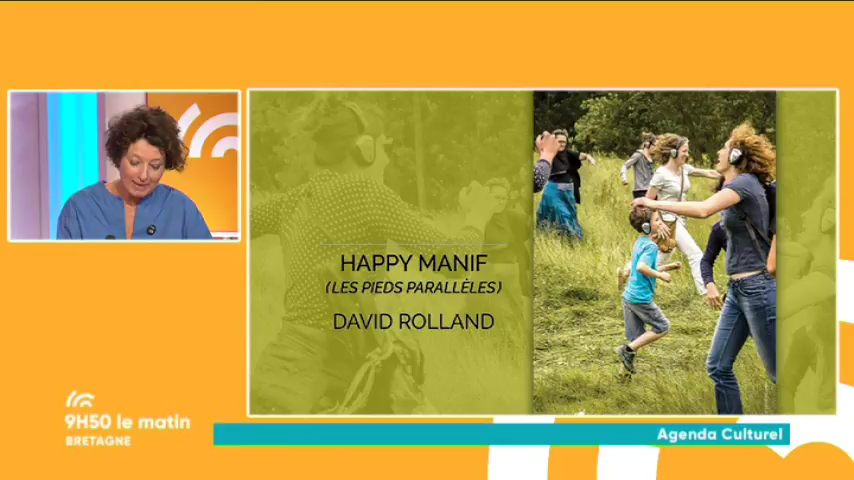 HAPPY MANIF
(LES PIEDS PARALLÈLES)
DAVID ROLLAND
9H50 le matin
BRETAGNE
Agenda Culturel